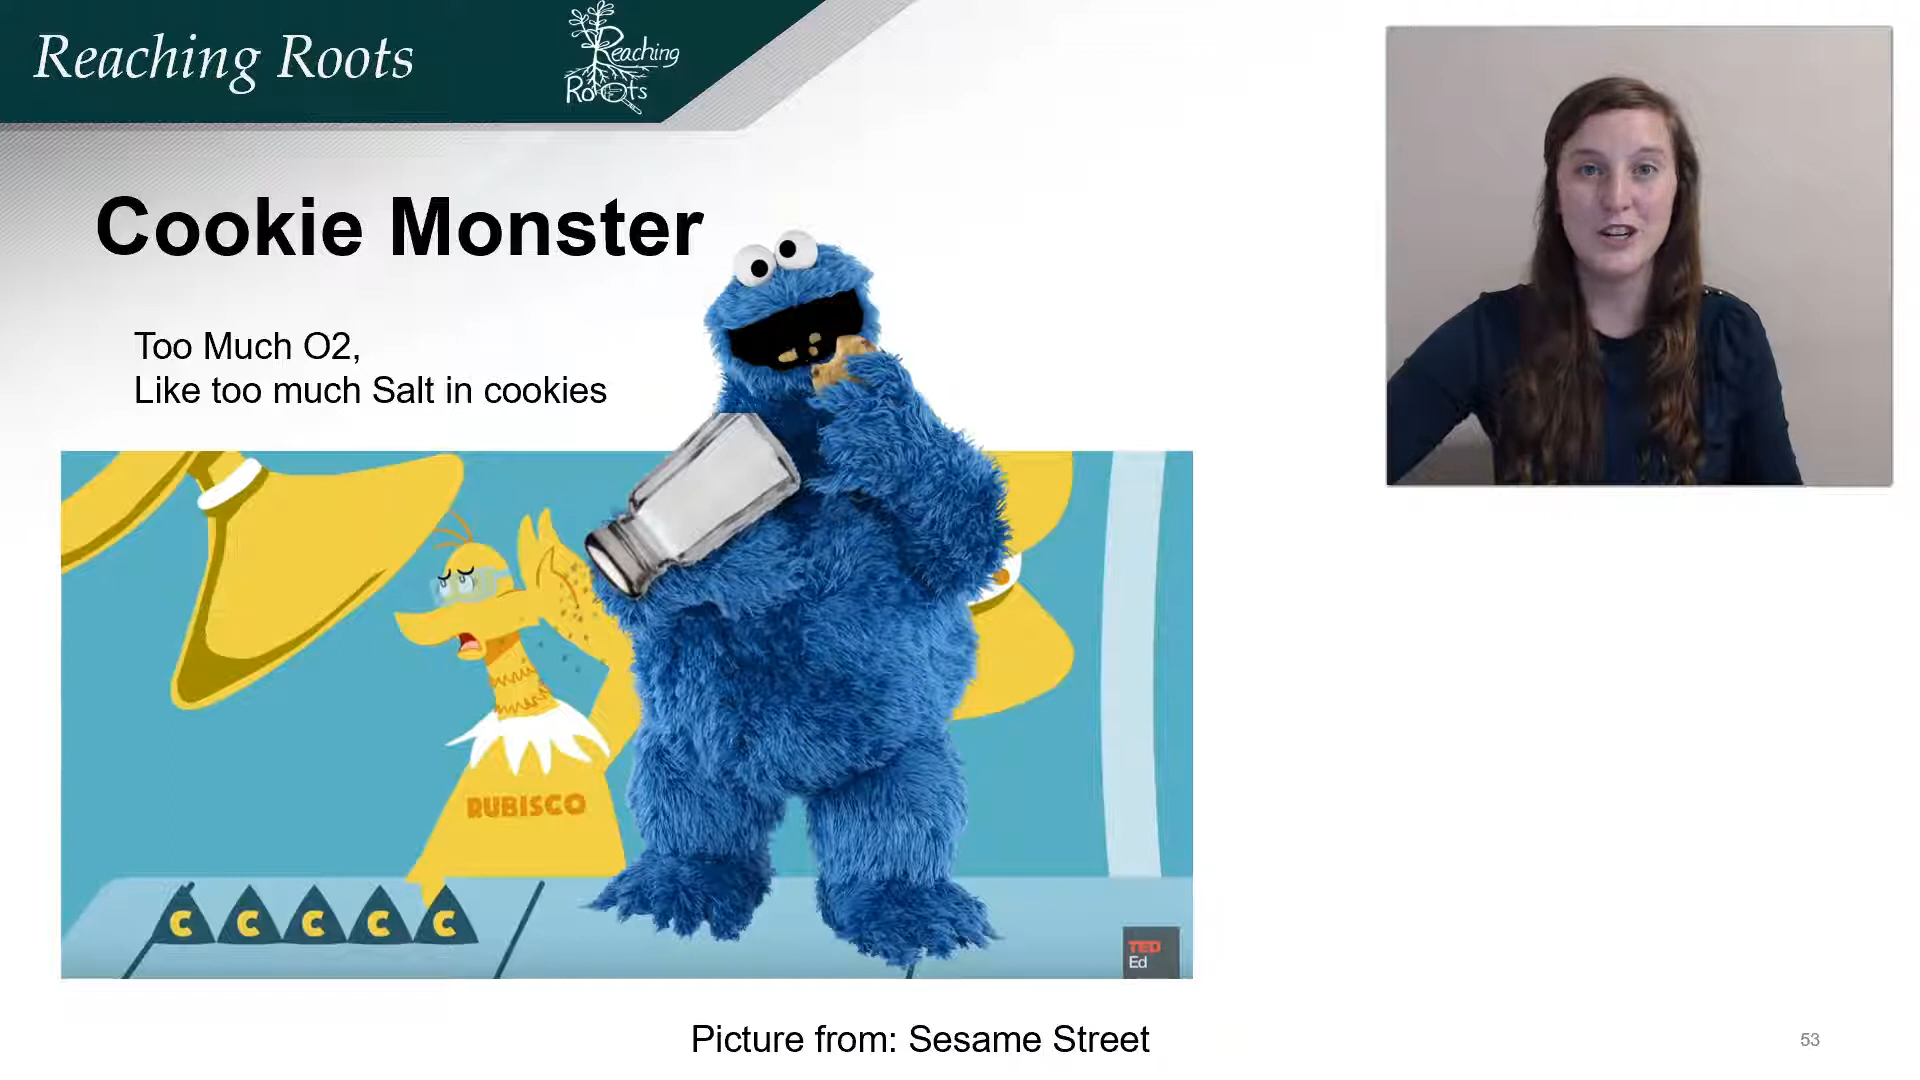 Reaching Roots
Reaching
Roots
Cookie Monster
Too Much O2,
Like too much Salt in cookies
RUBISCO
C C C C C
TED
Ed
Picture from: Sesame Street
53